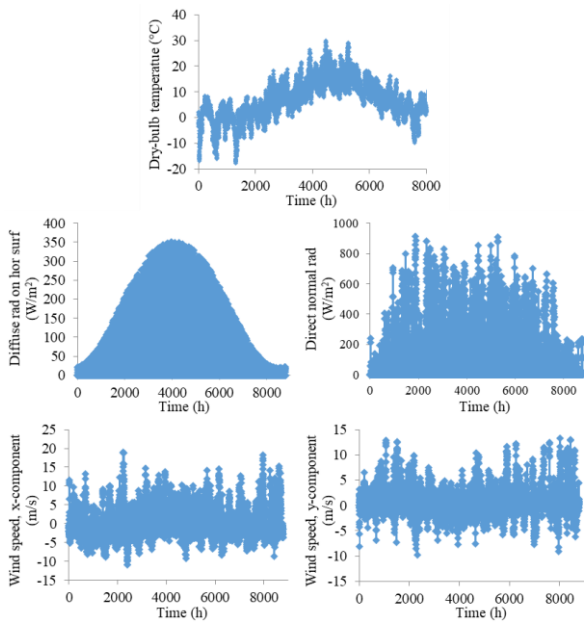 Dry-bulb temperatue (°C)
40
30
20
10
0
-10
-20
0 2000 4000 6000 8000
Time (h)
Diffuse rad on hor surf
(W/m²)
400
350
300
250
200
150
100
50
0
0 2000 4000 6000 8000
Time (h)
Direct normal rad
(W/m²)
1000
800
600
400
200
0
0 2000 4000 6000 8000
Time (h)
Wind speed, x-component
(m/s)
25
20
15
10
5
0
-5
-10
-15
0 2000 4000 6000 8000
Time (h)
Wind speed, y-component
(m/s)
15
10
5
0
-5
-10
-15
0 2000 4000 6000 8000
Time (h)